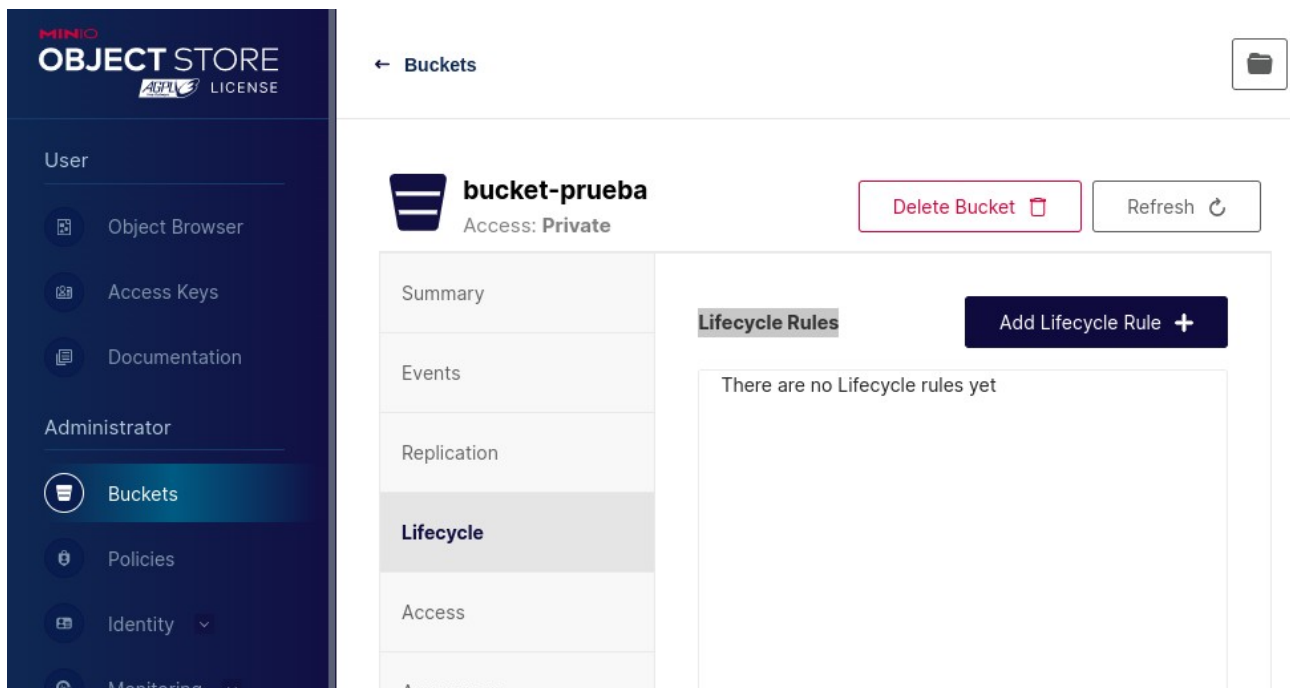 MINIO
OBJECT STORE
AGPLv3 LICENSE
User
Object Browser
Access Keys
Documentation
Administrator
Buckets
Policies
Identity
Monitoring
← Buckets
bucket-prueba
Access: Private
Delete Bucket
Refresh
Summary
Events
Replication
Lifecycle
Access
Lifecycle Rules
Add Lifecycle Rule +
There are no Lifecycle rules yet